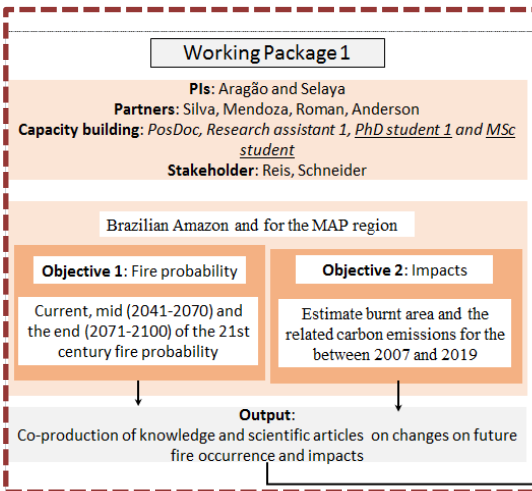 Working Package 1
PIs: Aragão and Selaya
Partners: Silva, Mendoza, Roman, Anderson
Capacity building: PosDoc, Research assistant 1, PhD student 1 and MSc
student
Stakeholder: Reis, Schneider
Brazilian Amazon and for the MAP region
Objective 1: Fire probability
Current, mid (2041-2070) and
the end (2071-2100) of the 21st
century fire probability
Objective 2: Impacts
Estimate burnt area and the
related carbon emissions for the
between 2007 and 2019
Output:
Co-production of knowledge and scientific articles on changes on future
fire occurrence and impacts